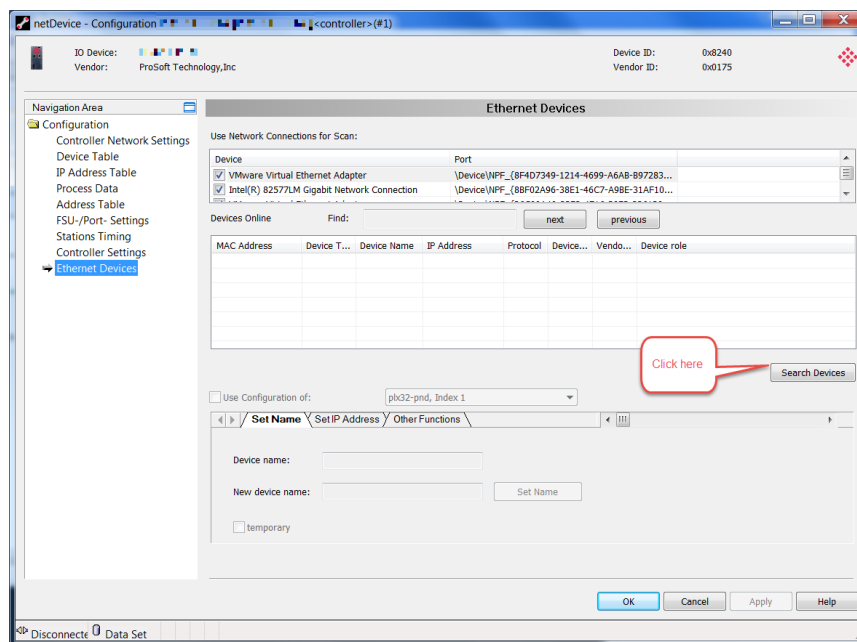 netDevice - Configuration <controller>(#1)
IO Device:
Device ID: 0x8240
Vendor: ProSoft Technology,Inc
Vendor ID: 0x0175
Navigation Area
Configuration
Controller Network Settings
Device Table
IP Address Table
Process Data
Address Table
FSU-/Port- Settings
Stations Timing
Controller Settings
Ethernet Devices
Ethernet Devices
Use Network Connections for Scan:
Device Port
VMware Virtual Ethernet Adapter \Device\NPF_{8F4D7349-1214-4699-A6AB-B97283...
Intel(R) 82577LM Gigabit Network Connection \Device\NPF_{8BF02A96-38E1-46C7-A9BE-31AF10...
Devices Online Find: next previous
MAC Address Device T... Device Name IP Address Protocol Device... Vendo... Device role
Click here
Search Devices
Use Configuration of: plx32-pnd, Index 1
Set Name Set IP Address Other Functions
Device name:
New device name: Set Name
temporary
OK Cancel Apply Help
Disconnecte Data Set